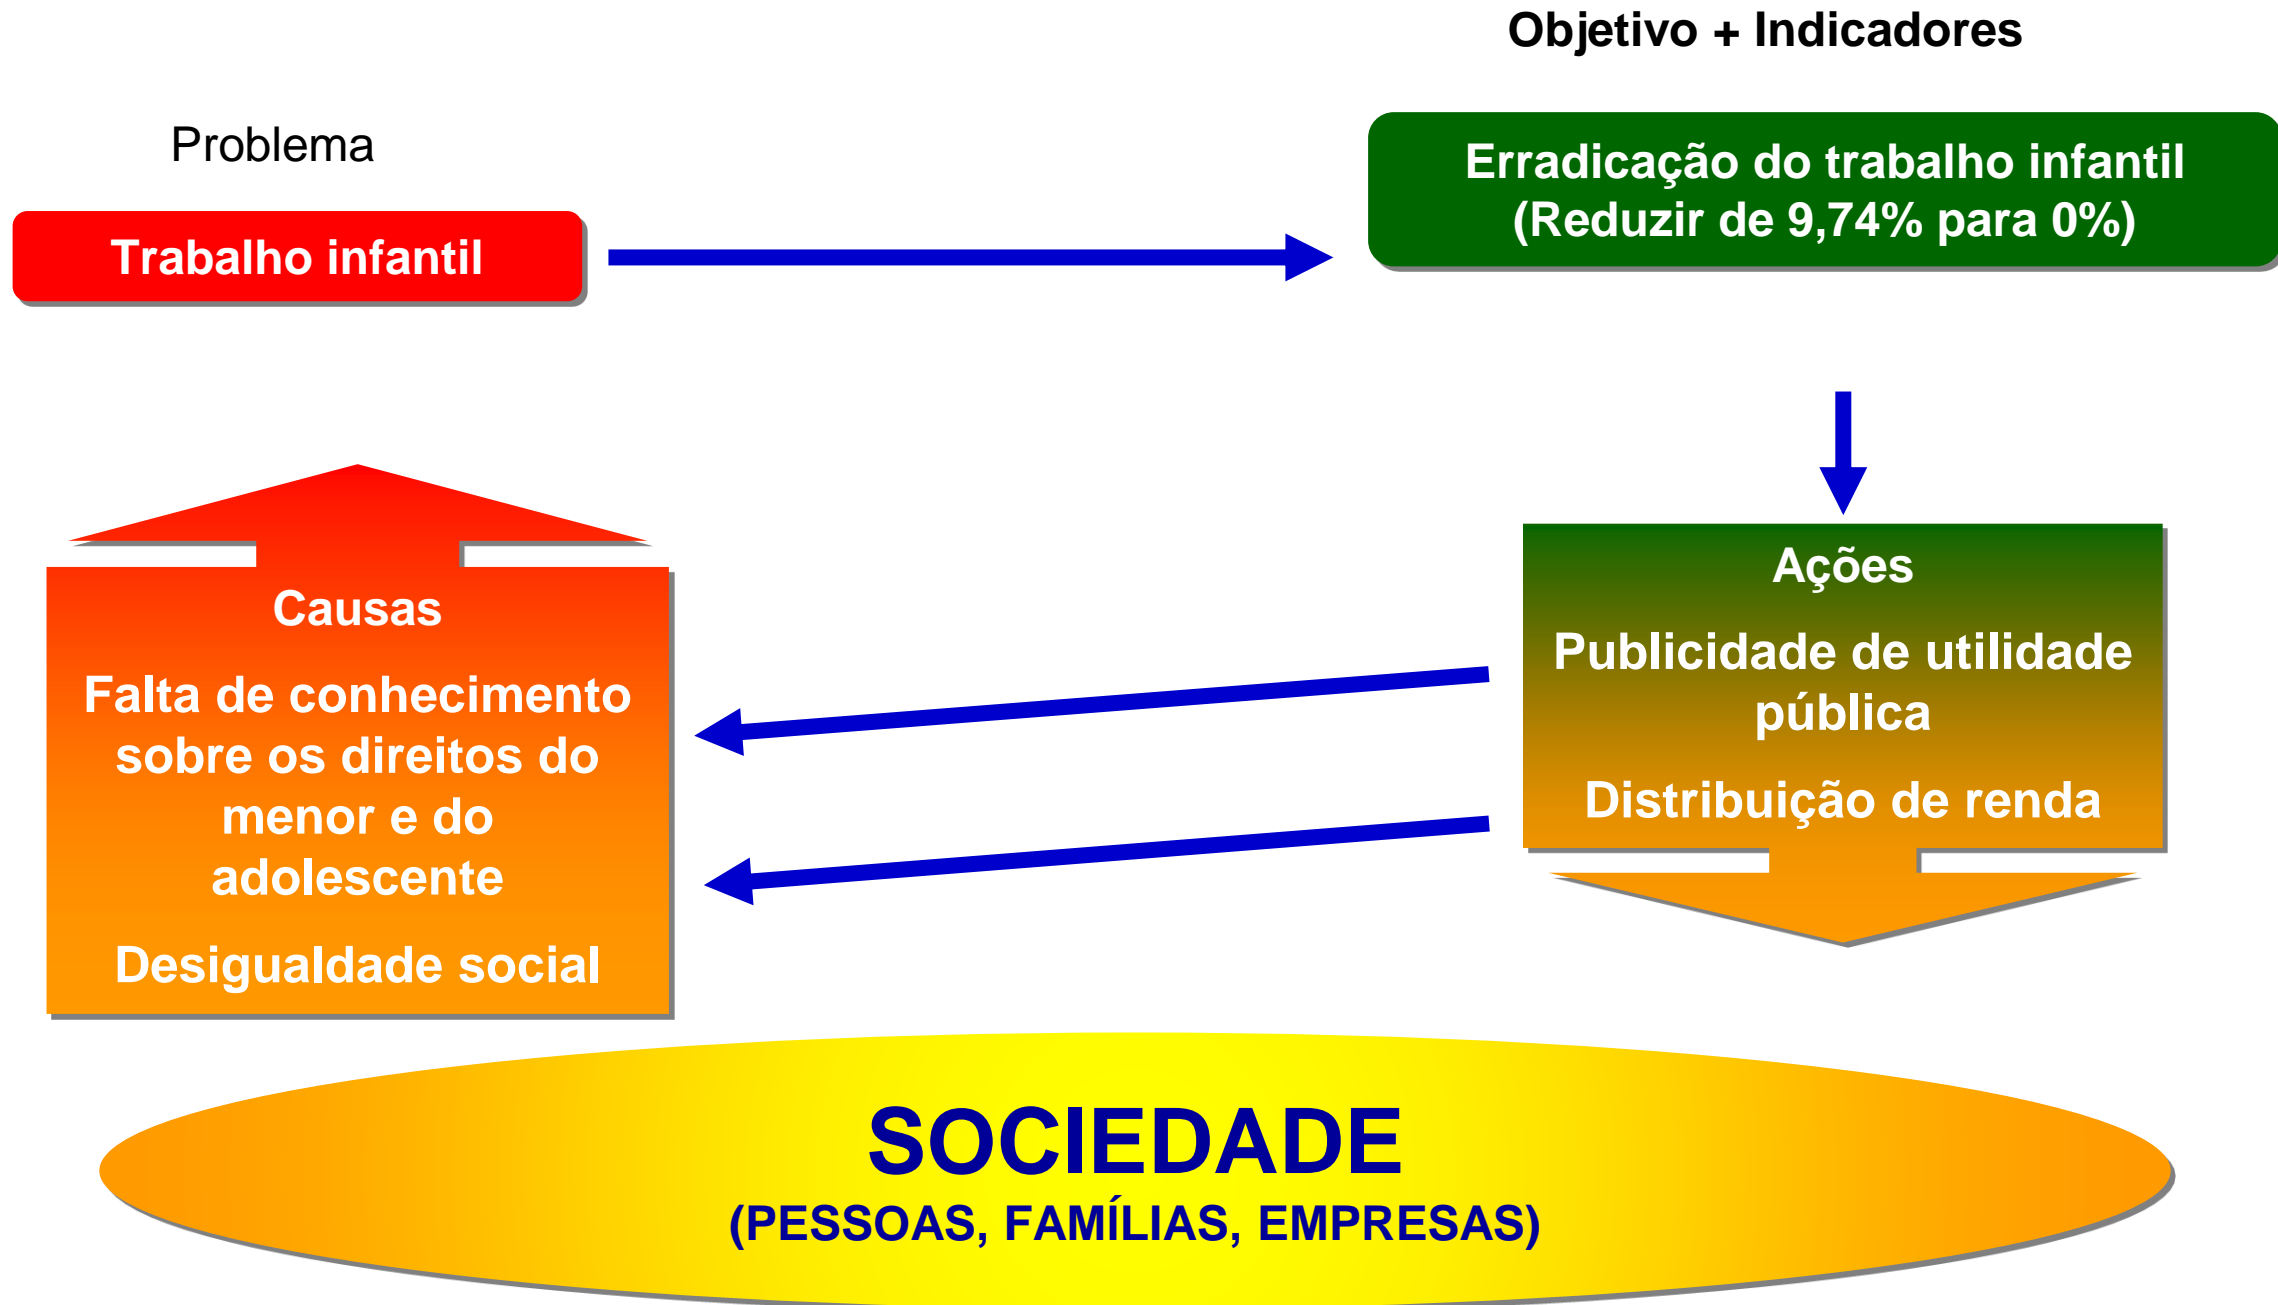 Objetivo + Indicadores
Problema
Erradicação do trabalho infantil
(Reduzir de 9,74% para 0%)
Trabalho infantil
Causas
Falta de conhecimento
sobre os direitos do
menor e do
adolescente
Desigualdade social
Ações
Publicidade de utilidade
pública
Distribuição de renda
SOCIEDADE
(PESSOAS, FAMÍLIAS, EMPRESAS)